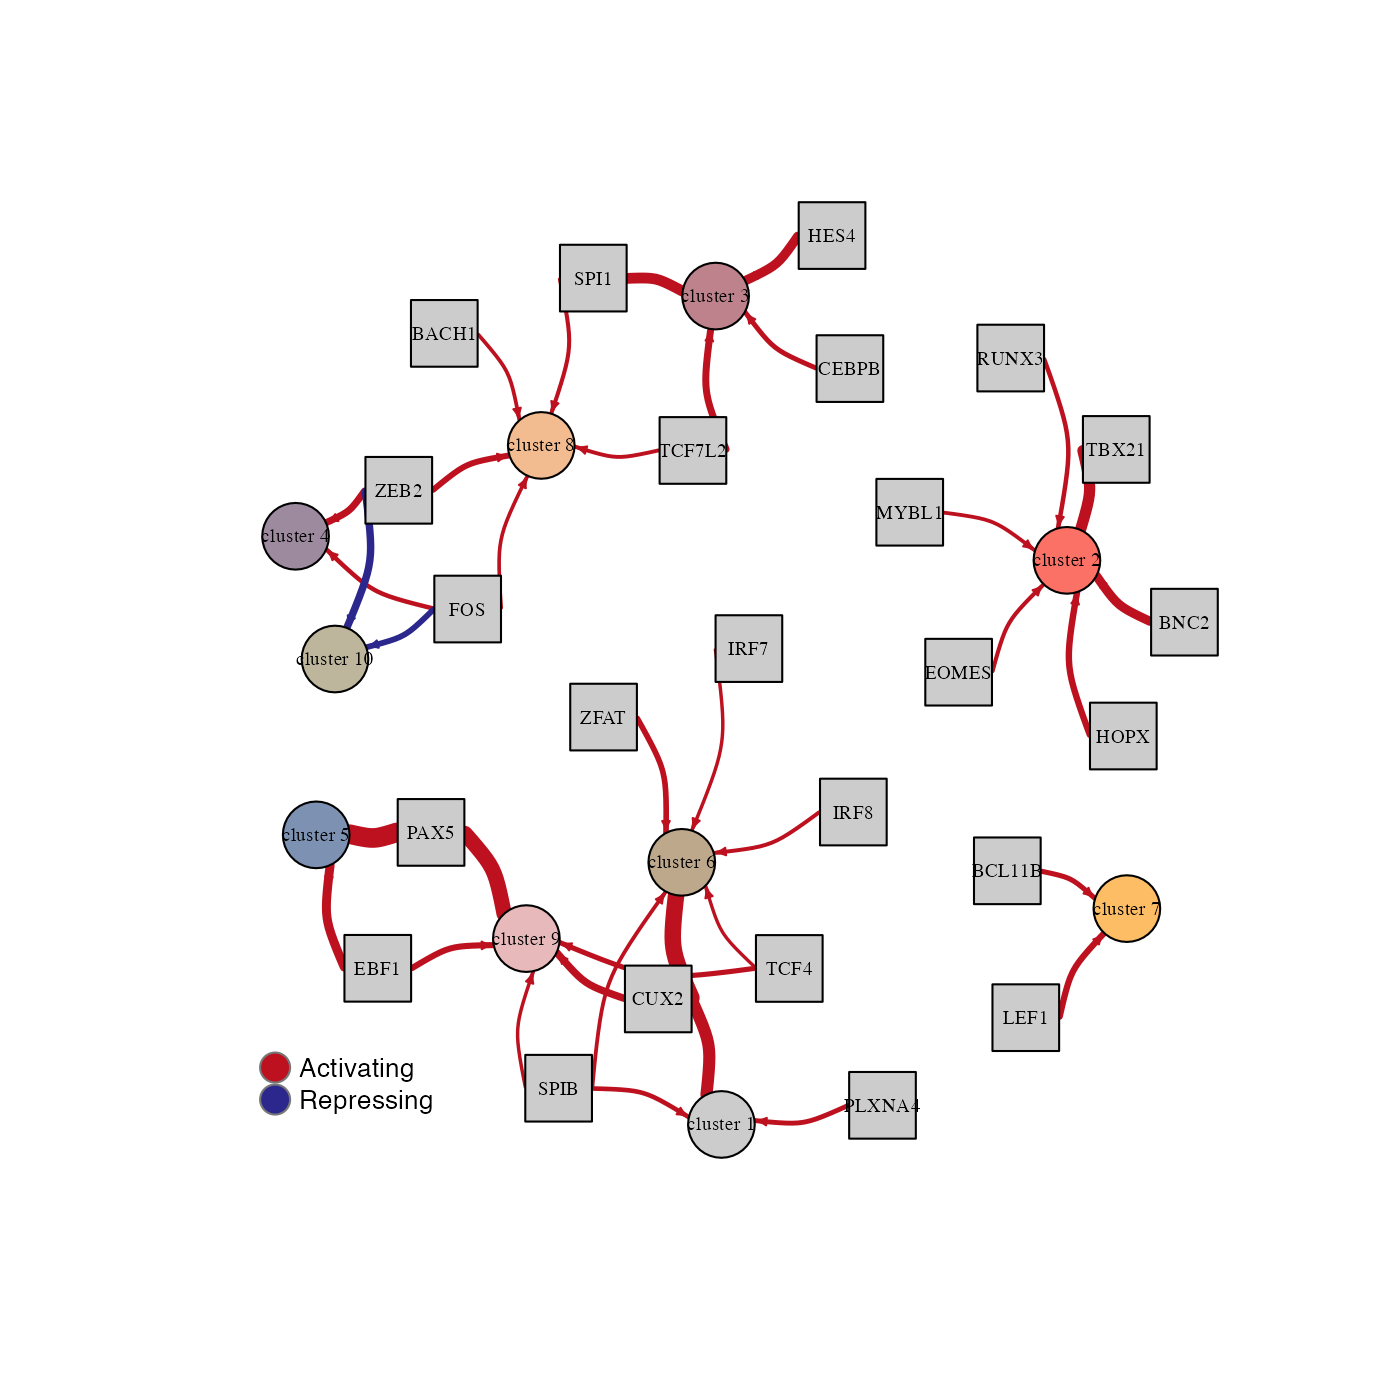 HES4
SPI1
cluster 3
BACH1
RUNX3
CEBPB
cluster 8
TCF7L2
TBX21
ZEB2
MYBL1
cluster 4
cluster 2
FOS
BNC2
cluster 10
IRF7
EOMES
ZFAT
HOPX
IRF8
cluster 5
PAX5
cluster 6
BCL11B
cluster 7
cluster 9
EBF1
TCF4
CUX2
LEF1
Activating
SPIB
Repressing
PLXNA4
cluster 1